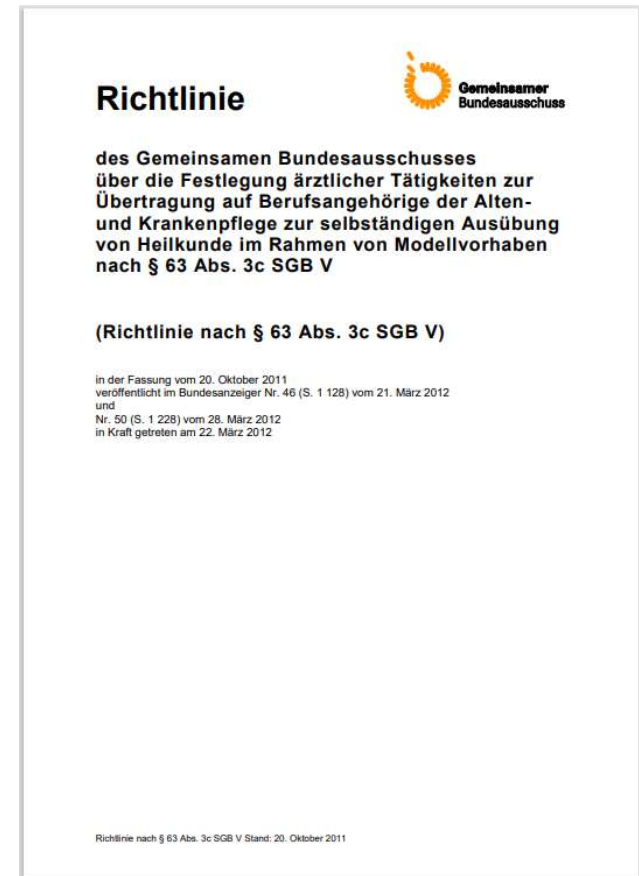 Richtlinie
Gemeinsamer
Bundesausschuss
des Gemeinsamen Bundesausschusses
über die Festlegung ärztlicher Tätigkeiten zur
Übertragung auf Berufsangehörige der Alten-
und Krankenpflege zur selbständigen Ausübung
von Heilkunde im Rahmen von Modellvorhaben
nach § 63 Abs. 3c SGB V
(Richtlinie nach § 63 Abs. 3c SGB V)
in der Fassung vom 20. Oktober 2011
veröffentlicht im Bundesanzeiger Nr. 46 (S. 1 128) vom 21. März 2012
und
Nr. 50 (S. 1 228) vom 28. März 2012
in Kraft getreten am 22. März 2012
Richtlinie nach § 63 Abs. 3c SGB V Stand: 20. Oktober 2011